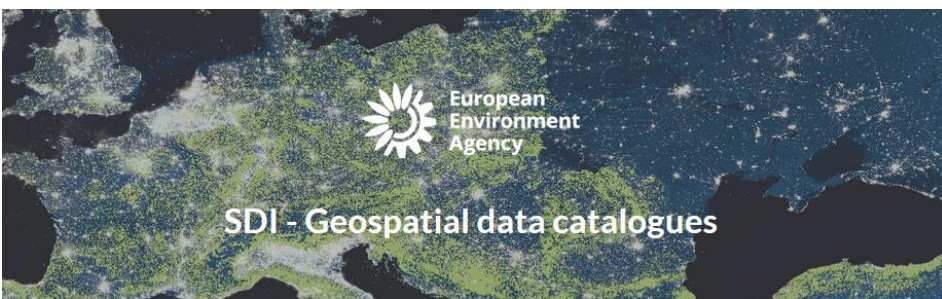 European
Environment
Agency
SDI - Geospatial data catalogues